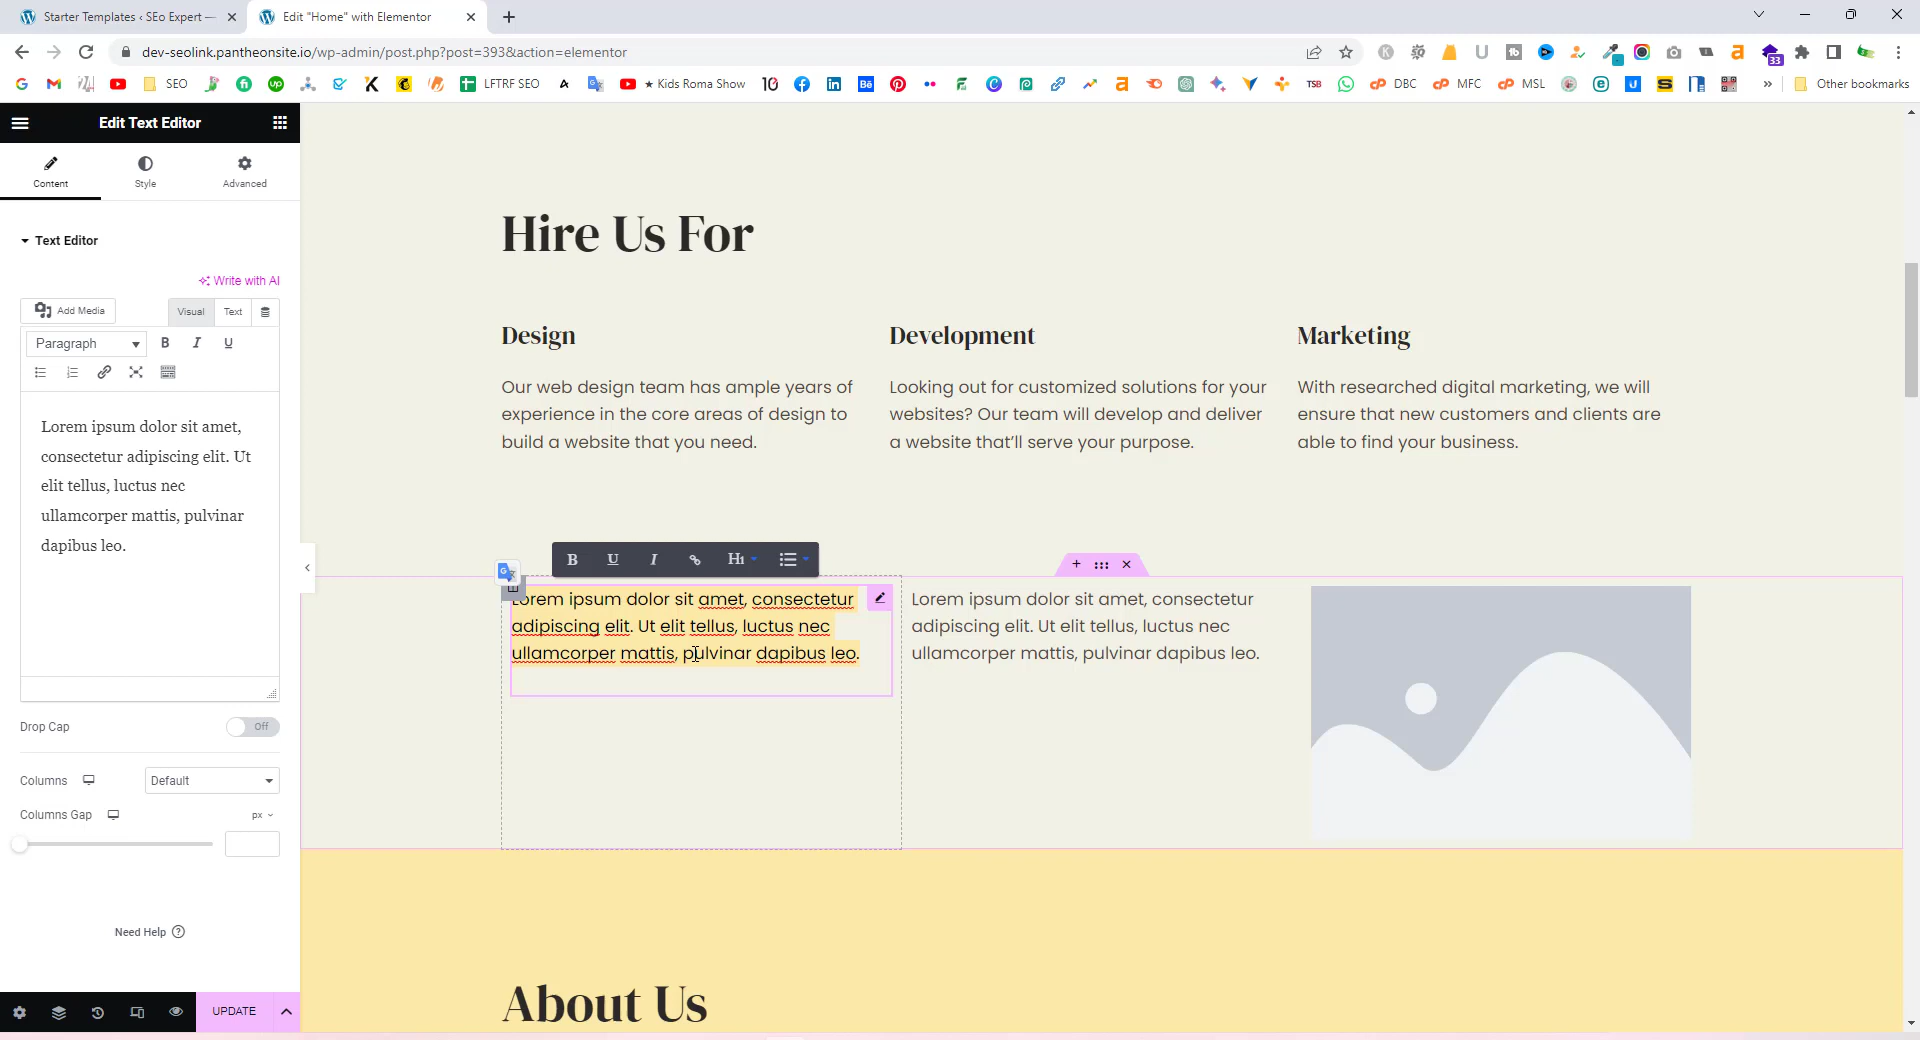 Starter Templates ‹ SEo Expert —
Edit "Home" with Elementor
dev-seolink.pantheonsite.io/wp-admin/post.php?post=393&action=elementor
33
SEO
LFTRF SEO
★ Kids Roma Show
10
TSB
DBC
MFC
MSL
»
Other bookmarks
Edit Text Editor
Content
Style
Advanced
Text Editor
Write with AI
Add Media
Visual
Text
Paragraph
B
I
U
Lorem ipsum dolor sit amet,
consectetur adipiscing elit. Ut
elit tellus, luctus nec
ullamcorper mattis, pulvinar
dapibus leo.
Drop Cap
Off
Columns
Default
Columns Gap
px
Need Help
UPDATE
Hire Us For
Design
Our web design team has ample years of
experience in the core areas of design to
build a website that you need.
Development
Looking out for customized solutions for your
websites? Our team will develop and deliver
a website that'll serve your purpose.
Marketing
With researched digital marketing, we will
ensure that new customers and clients are
able to find your business.
B
U
I
H1
Lorem ipsum dolor sit amet, consectetur
adipiscing elit. Ut elit tellus, luctus nec
ullamcorper mattis, pulvinar dapibus leo.
Lorem ipsum dolor sit amet, consectetur
adipiscing elit. Ut elit tellus, luctus nec
ullamcorper mattis, pulvinar dapibus leo.
About Us